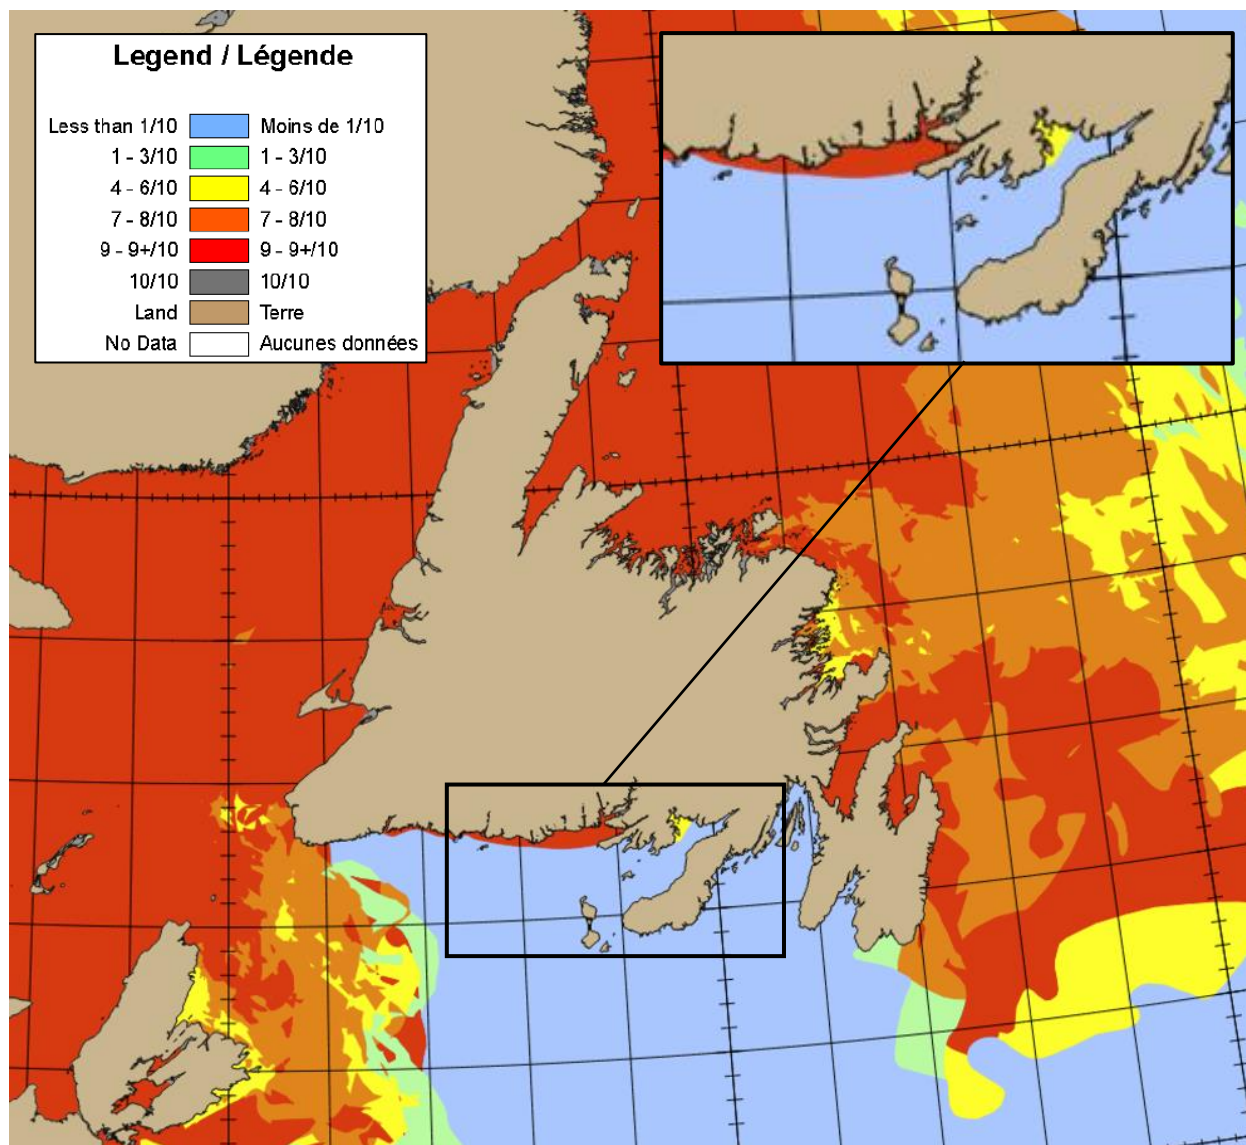 Legend / Légende
Less than 1/10 Moins de 1/10
1 - 3/10 1 - 3/10
4 - 6/10 4 - 6/10
7 - 8/10 7 - 8/10
9 - 9+/10 9 - 9+/10
10/10 10/10
Land Terre
No Data Aucunes données